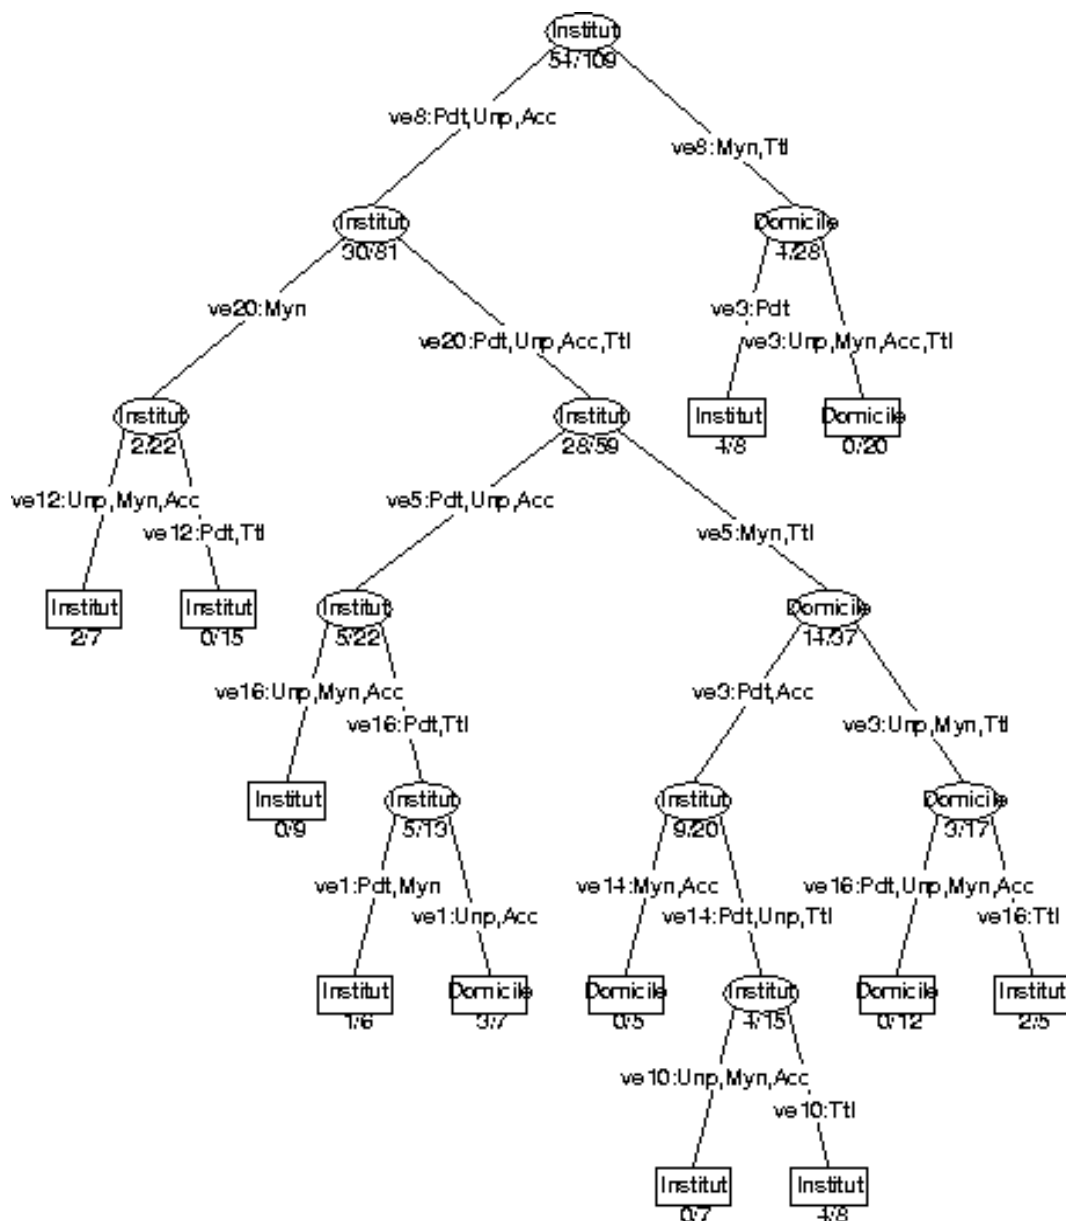 Institut
54/109
ve8:Pdt,Unp,Acc
ve8:Myn,Ttl
Institut
30/81
Domicile
4/28
ve20:Myn
ve20:Pdt,Unp,Acc,Ttl
ve3:Pdt
ve3:Unp,Myn,Acc,Ttl
Institut
2/22
Institut
28/59
Institut
4/8
Domicile
0/20
ve12:Unp,Myn,Acc
ve12:Pdt,Ttl
ve5:Pdt,Unp,Acc
ve5:Myn,Ttl
Institut
2/7
Institut
0/15
Institut
5/22
Domicile
14/37
ve16:Unp,Myn,Acc
ve16:Pdt,Ttl
ve3:Pdt,Acc
ve3:Unp,Myn,Ttl
Institut
0/9
Institut
5/13
Institut
9/20
Domicile
3/17
ve1:Pdt,Myn
ve1:Unp,Acc
ve14:Myn,Acc
ve14:Pdt,Unp,Ttl
ve16:Pdt,Unp,Myn,Acc
ve16:Ttl
Institut
1/6
Domicile
3/7
Domicile
0/5
Institut
4/15
Domicile
0/12
Institut
2/5
ve10:Unp,Myn,Acc
ve10:Ttl
Institut
0/7
Institut
4/8